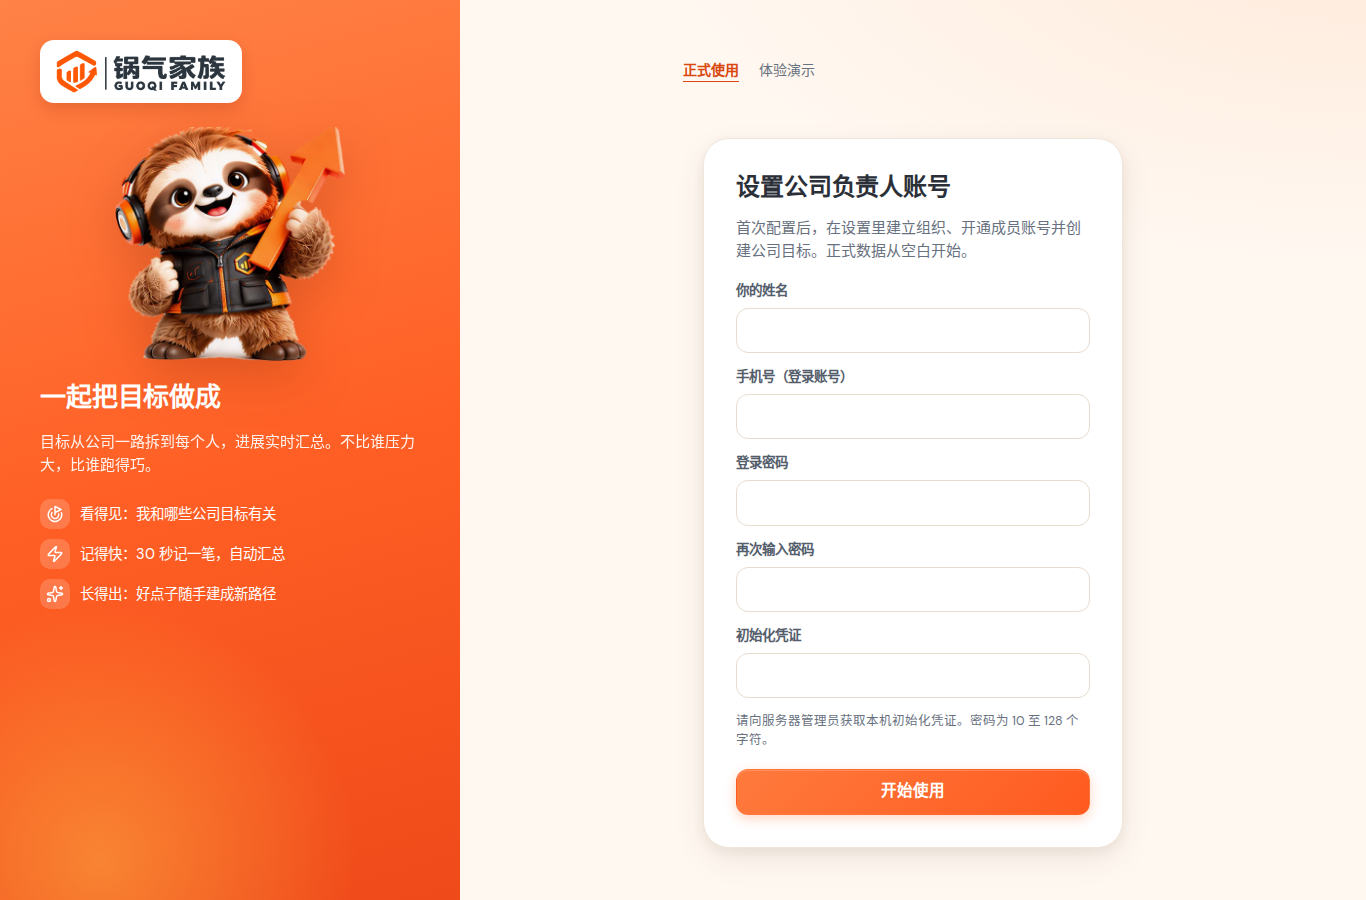 锅气家族
GUOQI FAMILY
一起把目标做成
目标从公司一路拆到每个人，进展实时汇总。不比谁压力
大，比谁跑得巧。
看得见：我和哪些公司目标有关
记得快：30 秒记一笔，自动汇总
长得出：好点子随手建成新路径
正式使用
体验演示
设置公司负责人账号
首次配置后，在设置里建立组织、开通成员账号并创
建公司目标。正式数据从空白开始。
你的姓名
手机号（登录账号）
登录密码
再次输入密码
初始化凭证
请向服务器管理员获取本机初始化凭证。密码为 10 至 128 个
字符。
开始使用